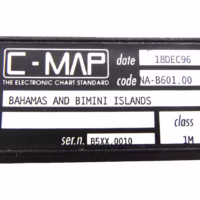 C-MAP
THE ELECTRONIC CHART STANDARD
date 18DEC96
code NA-B601.00
BAHAMAS AND BIMINI ISLANDS
class
ser.n. B5XX.0010 1M